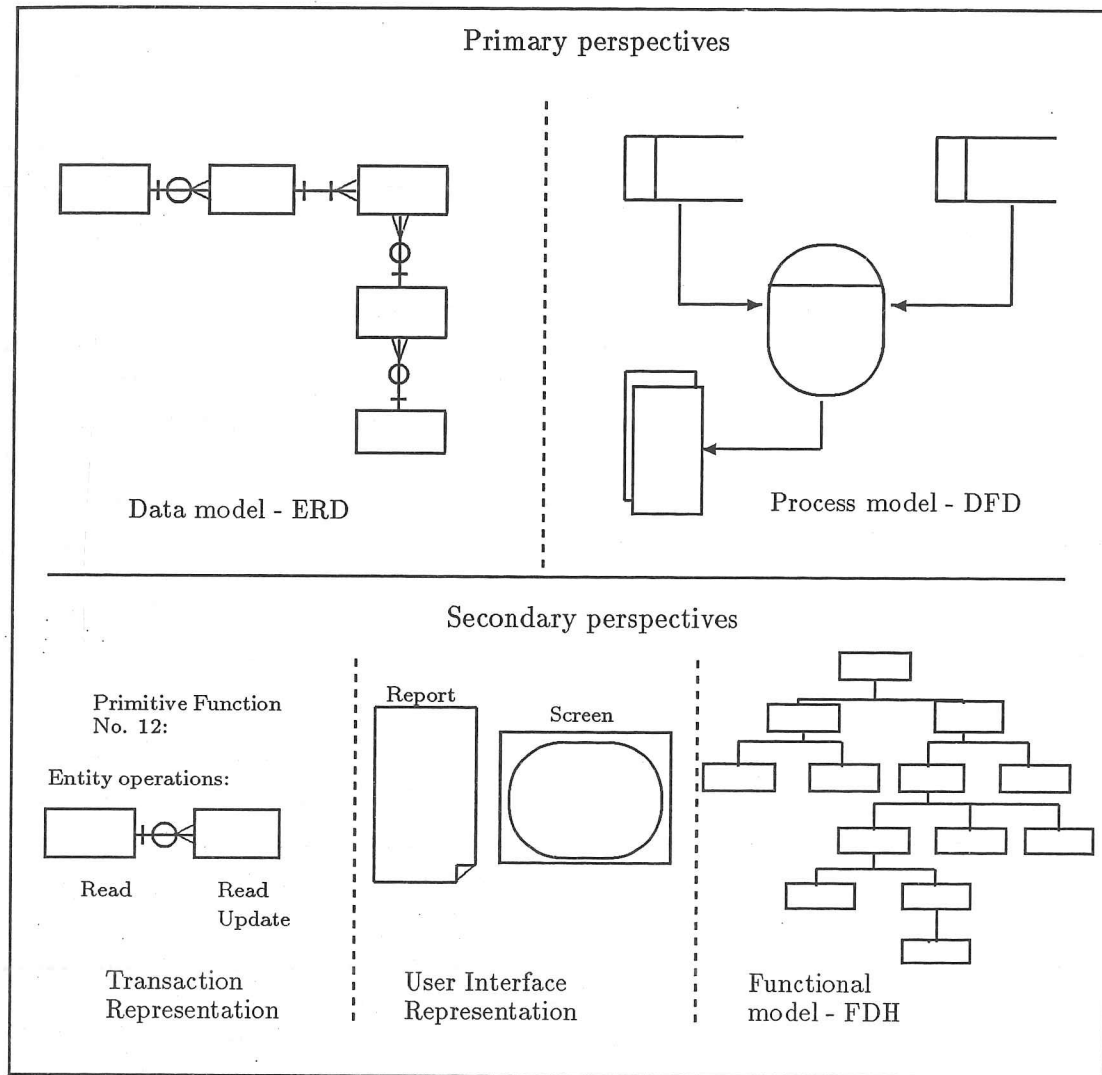 Primary perspectives
Data model - ERD
Process model - DFD
Secondary perspectives
Primitive Function
No. 12:
Entity operations:
Read
Read
Update
Transaction
Representation
Report
Screen
User Interface
Representation
Functional
model - FDH